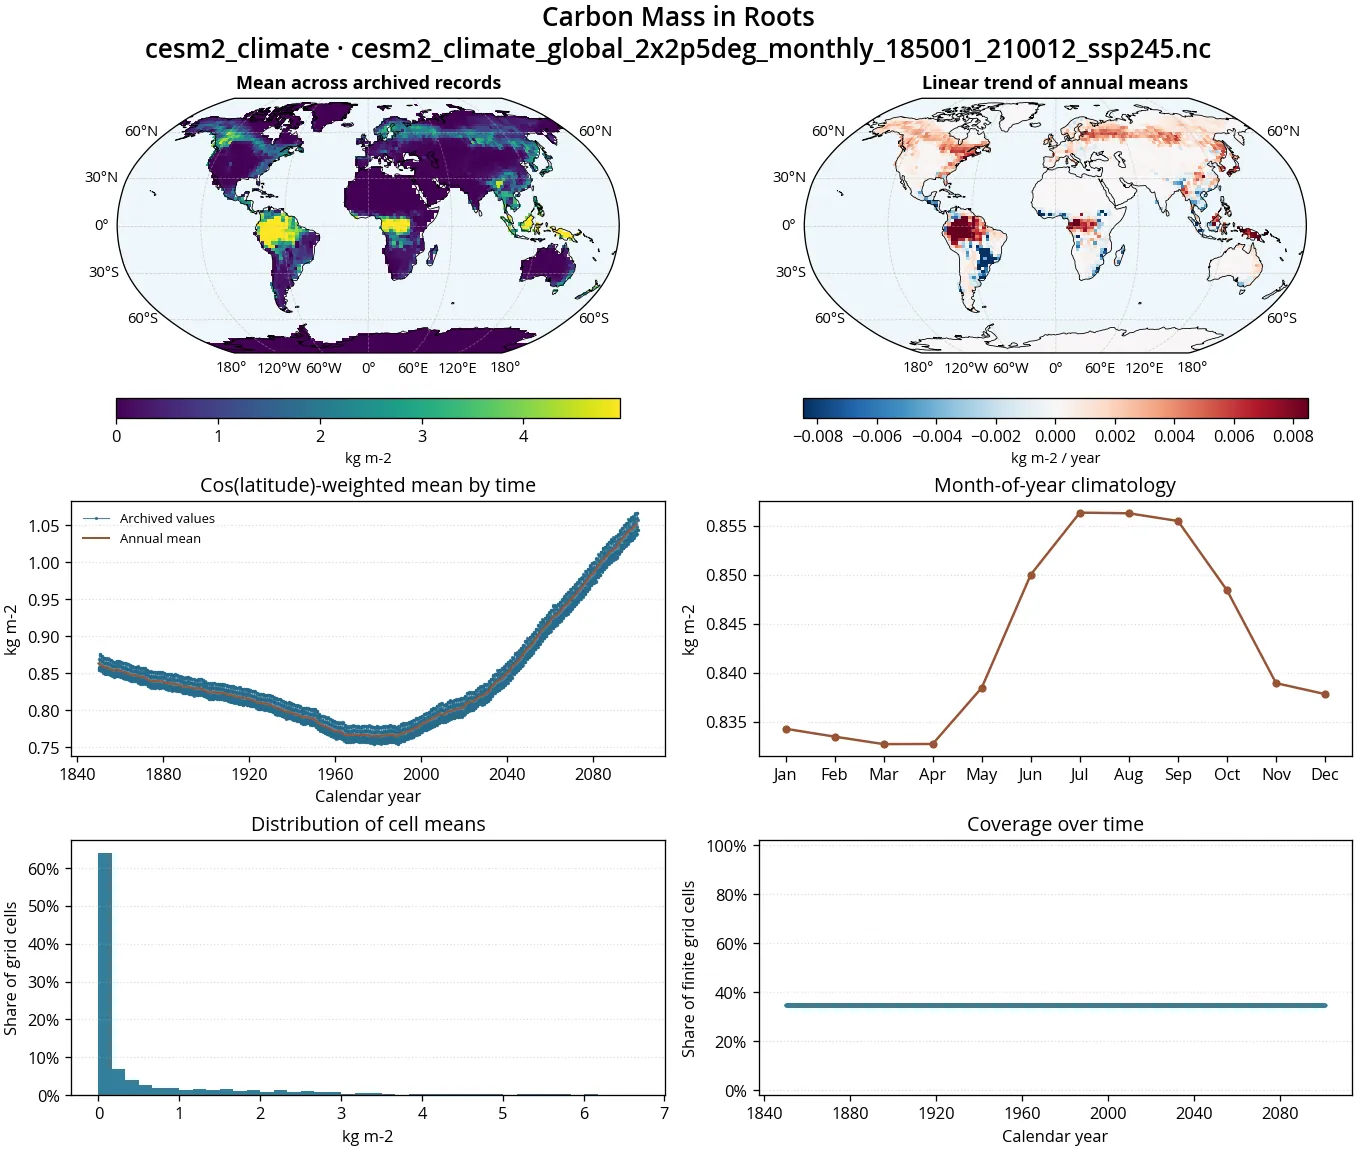 Carbon Mass in Roots
cesm2_climate · cesm2_climate_global_2x2p5deg_monthly_185001_210012_ssp245.nc
Mean across archived records
60°N 60°N
30°N
0°
30°S
60°S 60°S
180° 120°W 60°W 0° 60°E 120°E 180°
0 1 2 3 4
kg m-2
Linear trend of annual means
60°N 60°N
30°N
0°
30°S
60°S 60°S
180° 120°W 60°W 0° 60°E 120°E 180°
−0.008 −0.006 −0.004 −0.002 0.000 0.002 0.004 0.006 0.008
kg m-2 / year
Cos(latitude)-weighted mean by time
Archived values
Annual mean
kg m-2
1.05
1.00
0.95
0.90
0.85
0.80
0.75
1840 1880 1920 1960 2000 2040 2080
Calendar year
Month-of-year climatology
kg m-2
0.855
0.850
0.845
0.840
0.835
Jan Feb Mar Apr May Jun Jul Aug Sep Oct Nov Dec
Distribution of cell means
Share of grid cells
60%
50%
40%
30%
20%
10%
0%
0 1 2 3 4 5 6 7
kg m-2
Coverage over time
Share of finite grid cells
100%
80%
60%
40%
20%
0%
1840 1880 1920 1960 2000 2040 2080
Calendar year